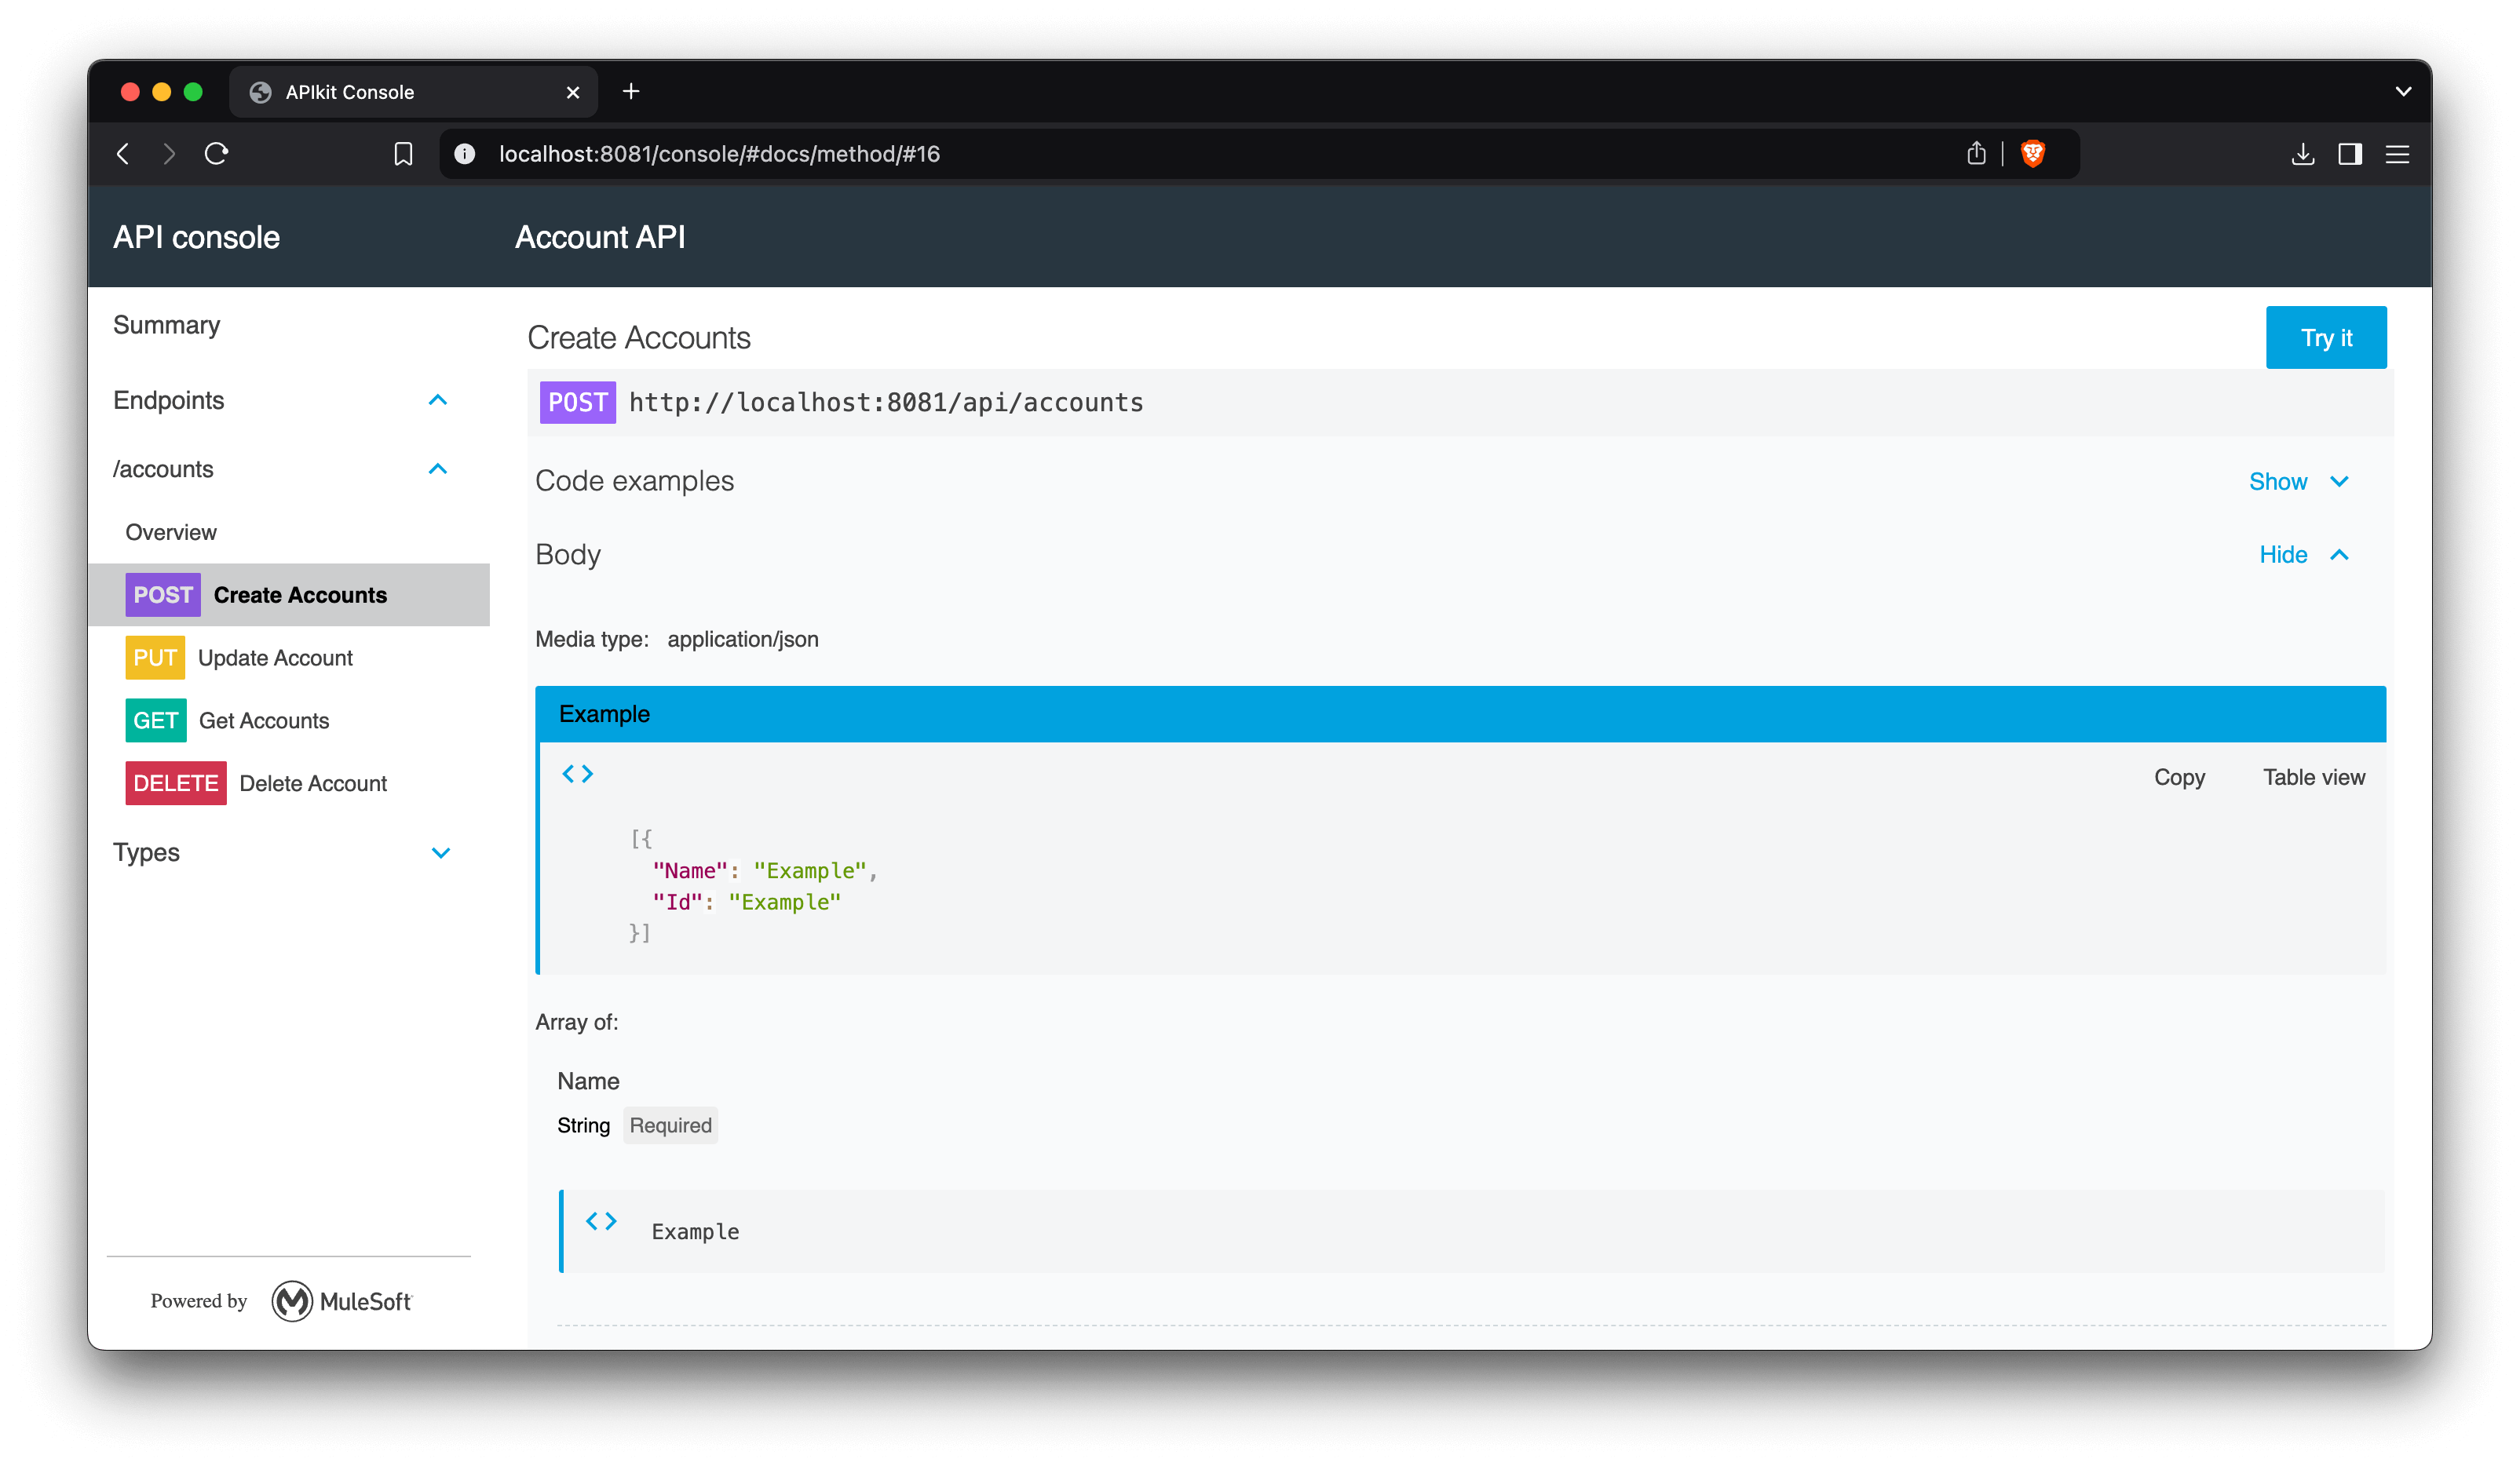 APIkit Console
localhost:8081/console/#docs/method/#16
API console
Account API
Summary
Endpoints
/accounts
Overview
POST Create Accounts
PUT Update Account
GET Get Accounts
DELETE Delete Account
Types
Powered by MuleSoft
Create Accounts
Try it
POST http://localhost:8081/api/accounts
Code examples
Show
Body
Hide
Media type: application/json
Example
Copy Table view
[{
"Name": "Example",
"Id": "Example"
}]
Array of:
Name
String Required
Example